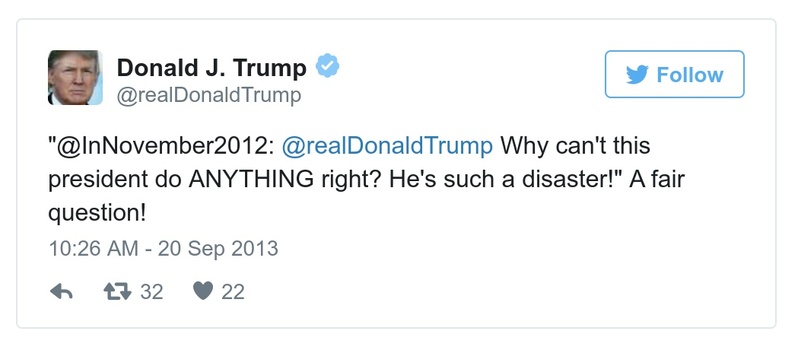 Donald J. Trump
@realDonaldTrump
Follow
"@InNovember2012: @realDonaldTrump Why can't this
president do ANYTHING right? He's such a disaster!" A fair
question!
10:26 AM - 20 Sep 2013
32 22